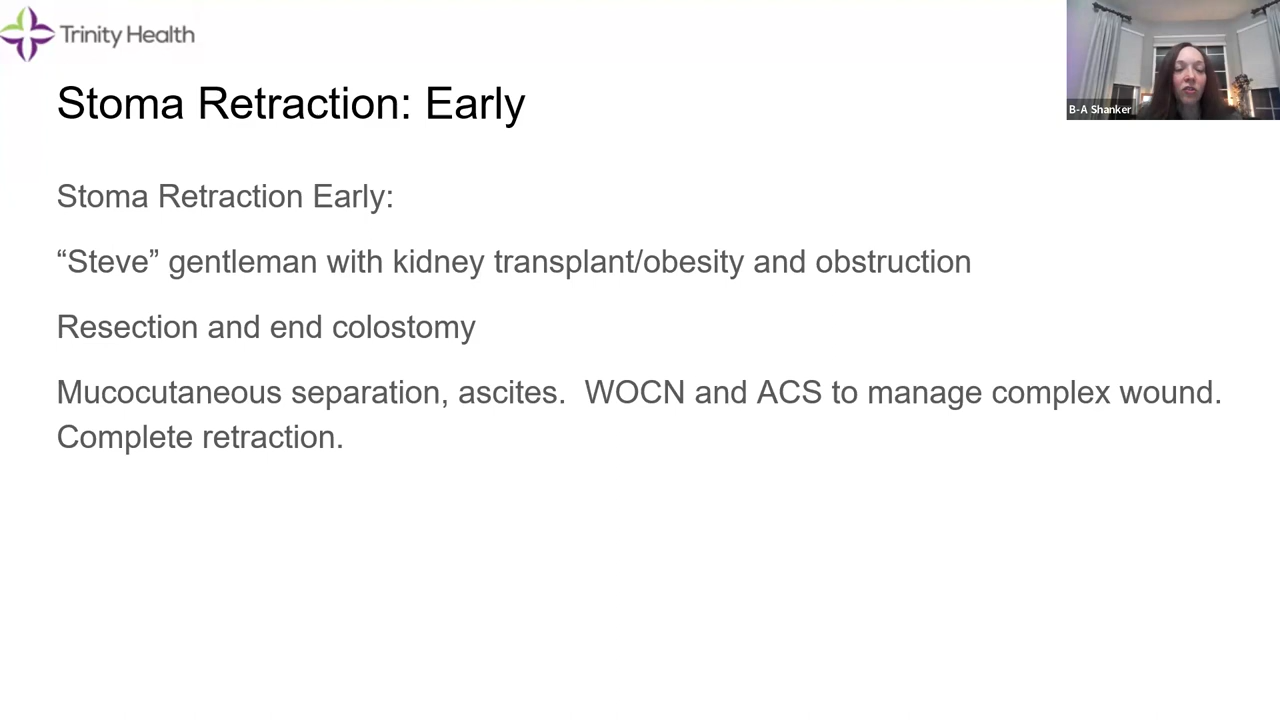 Trinity Health
B-A Shanker
Stoma Retraction: Early
Stoma Retraction Early:
“Steve” gentleman with kidney transplant/obesity and obstruction
Resection and end colostomy
Mucocutaneous separation, ascites.  WOCN and ACS to manage complex wound.
Complete retraction.